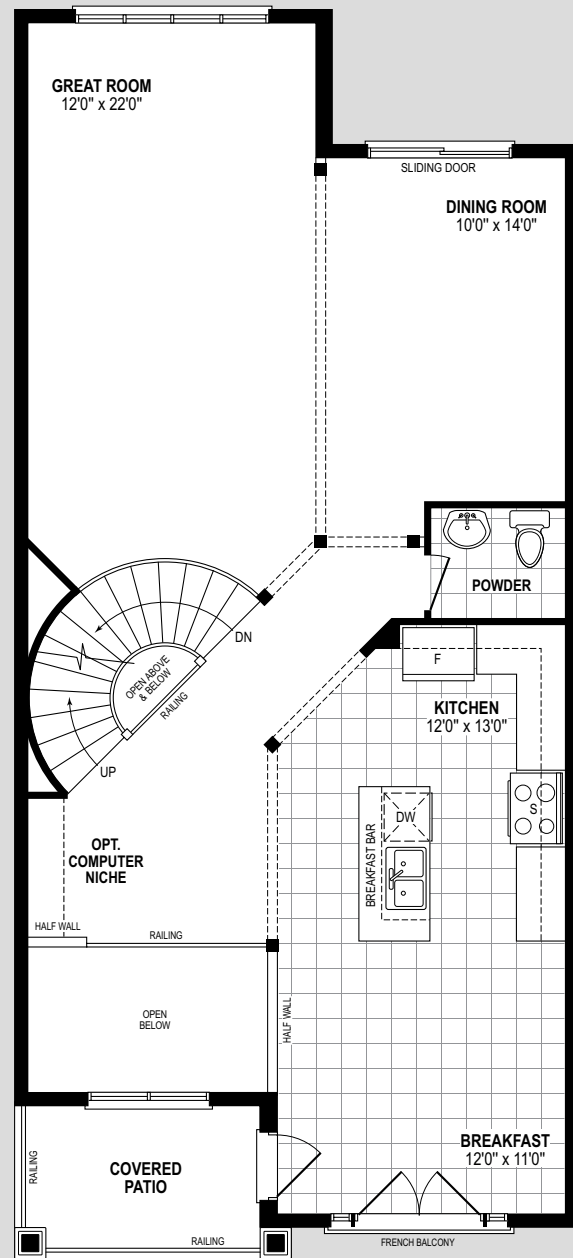 GREAT ROOM
12'0" x 22'0"
SLIDING DOOR
DINING ROOM
10'0" x 14'0"
POWDER
DN
OPEN ABOVE
& BELOW
RAILING
UP
F
KITCHEN
12'0" x 13'0"
S
DW
BREAKFAST BAR
OPT.
COMPUTER
NICHE
HALF WALL
RAILING
OPEN
BELOW
HALF WALL
BREAKFAST
12'0" x 11'0"
COVERED
PATIO
RAILING
RAILING
FRENCH BALCONY